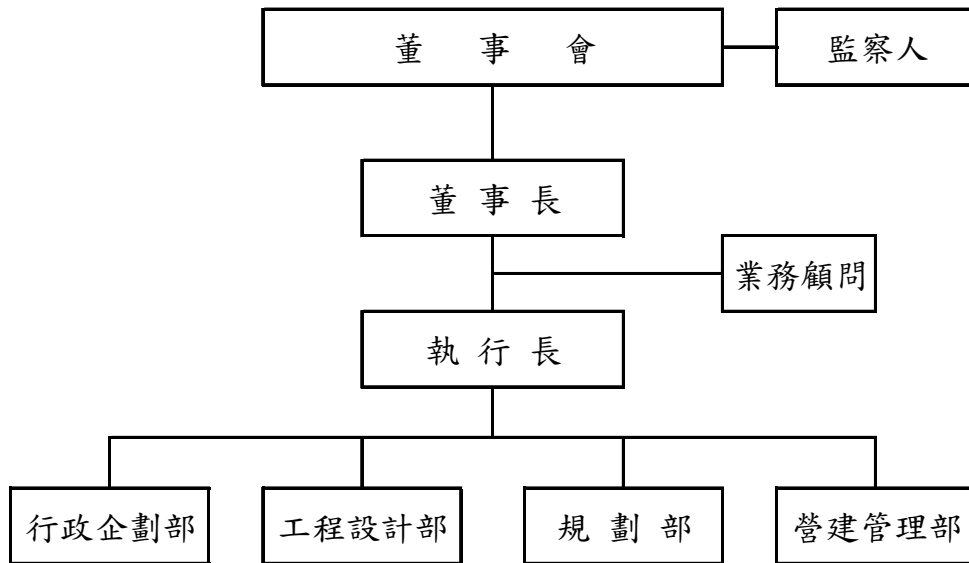 董事會
監察人
董事長
業務顧問
執行長
行政企劃部
工程設計部
規劃部
營建管理部